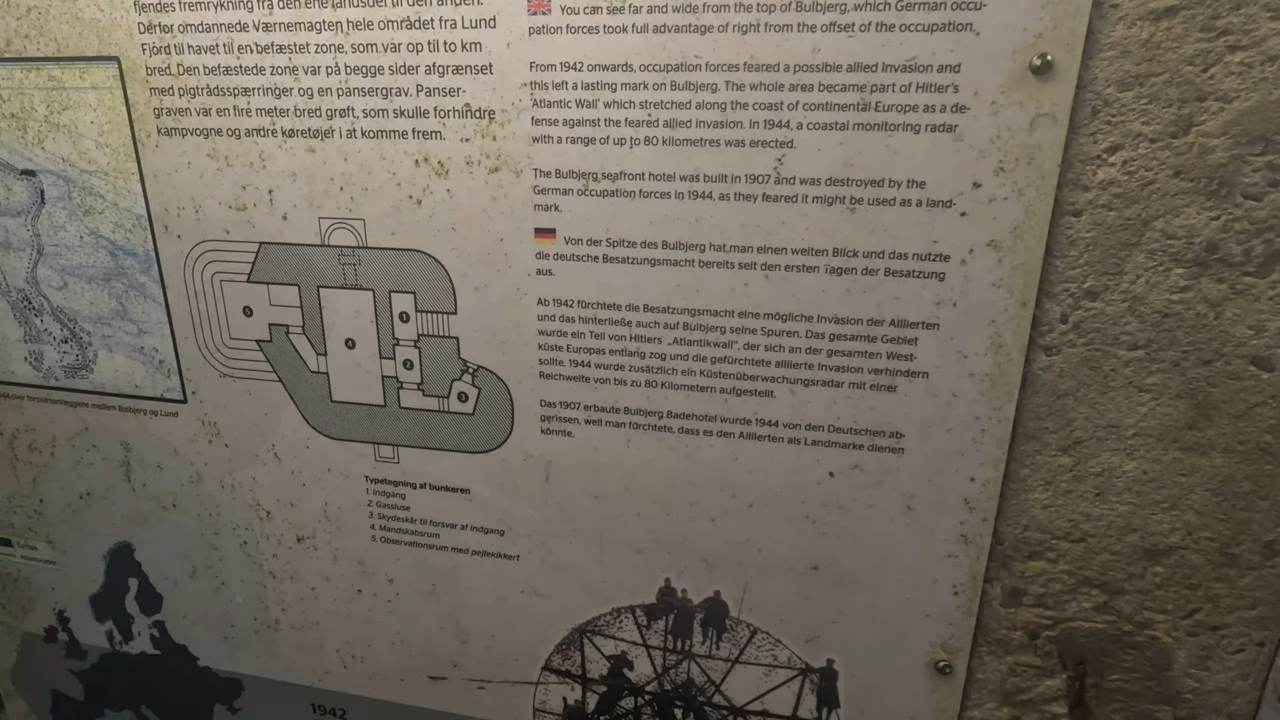 fjendes fremrykning fra den ene landsdel til den anden.
Derfor omdannede Værnemagten hele området fra Lund
Fjord til havet til en befæstet zone, som var op til to km
bred. Den befæstede zone var på begge sider afgrænset
med pigtrådsspærringer og en pansergrav. Panser-
graven var en fire meter bred grøft, som skulle forhindre
kampvogne og andre køretøjer i at komme frem.
forsvarsanlæggene mellem Bulbjerg og Lund
5
4
1
2
3
Typetegning af bunkeren
1. Indgang
2. Gassluse
3. Skydeskår til forsvar af indgang
4. Mandskabsrum
5. Observationsrum med pejlekikkert
1942
You can see far and wide from the top of Bulbjerg, which German occu-
pation forces took full advantage of right from the offset of the occupation.
From 1942 onwards, occupation forces feared a possible allied invasion and
this left a lasting mark on Bulbjerg. The whole area became part of Hitler's
'Atlantic Wall' which stretched along the coast of continental Europe as a de-
fense against the feared allied invasion. In 1944, a coastal monitoring radar
with a range of up to 80 kilometres was erected.
The Bulbjerg seafront hotel was built in 1907 and was destroyed by the
German occupation forces in 1944, as they feared it might be used as a land-
mark.
Von der Spitze des Bulbjerg hat man einen weiten Blick und das nutzte
die deutsche Besatzungsmacht bereits seit den ersten Tagen der Besatzung
aus.
Ab 1942 fürchtete die Besatzungsmacht eine mögliche Invasion der Alliierten
und das hinterließe auch auf Bulbjerg seine Spuren. Das gesamte Gebiet
wurde ein Teil von Hitlers „Atlantikwall", der sich an der gesamten West-
küste Europas entlang zog und die gefürchtete alliierte Invasion verhindern
sollte. 1944 wurde zusätzlich ein Küstenüberwachungsradar mit einer
Reichweite von bis zu 80 Kilometern aufgestellt.
Das 1907 erbaute Bulbjerg Badehotel wurde 1944 von den Deutschen ab-
gerissen, weil man fürchtete, dass es den Alliierten als Landmarke dienen
könnte.